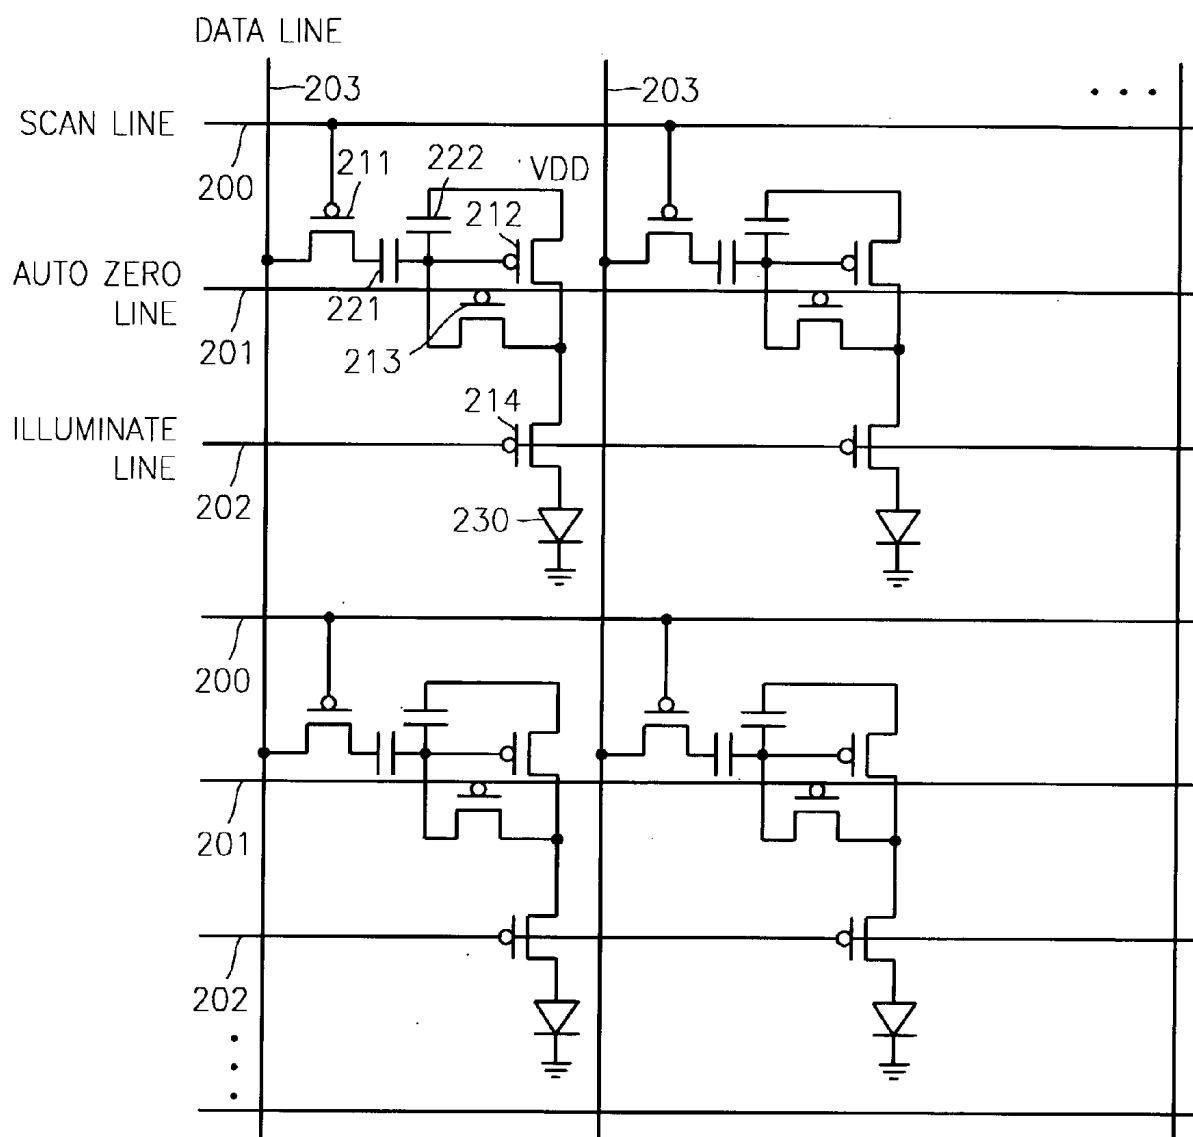 DATA LINE
203
203
SCAN LINE
200
211
222
VDD
212
AUTO ZERO
LINE
221
201
213
ILLUMINATE
LINE
214
202
230
200
201
202